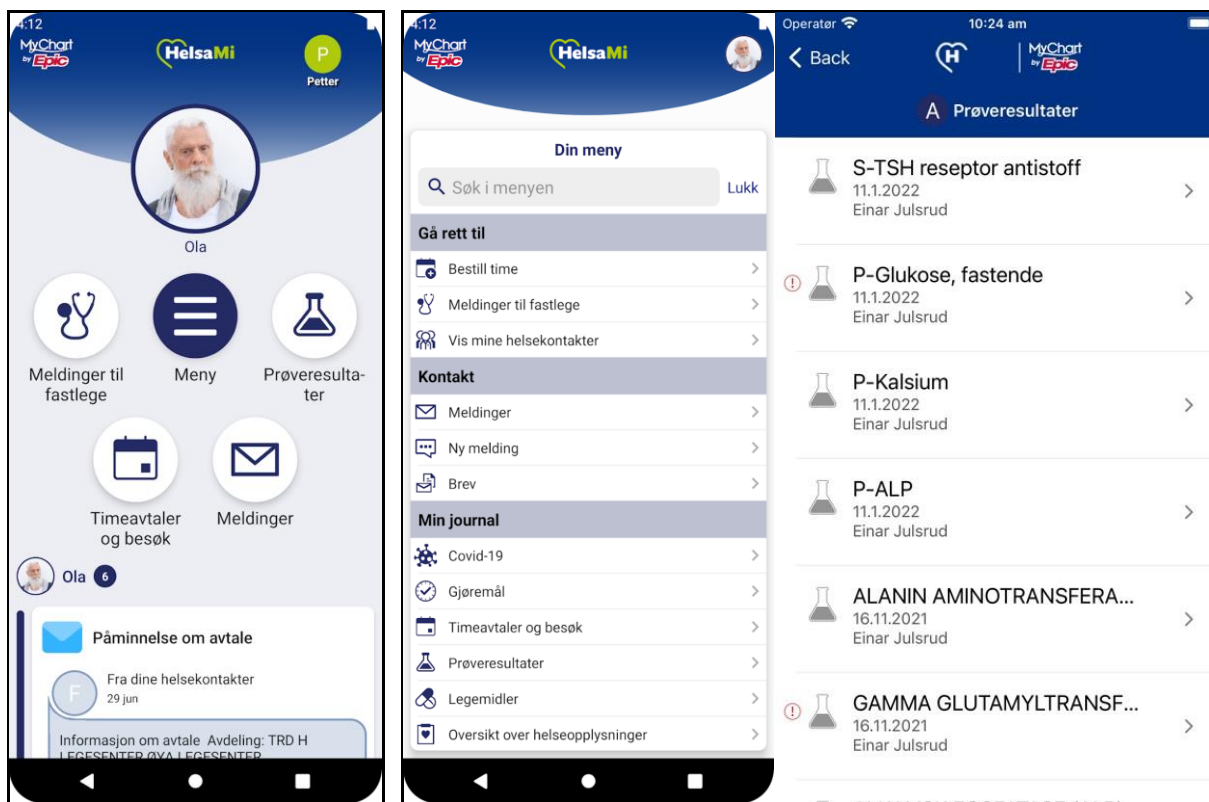 4:12
MyChart
by Epic
HelsaMi
P
Petter
Ola
Meldinger til
fastlege
Meny
Prøveresulta-
ter
Timeavtaler
og besøk
Meldinger
Ola 6
Påminnelse om avtale
F
Fra dine helsekontakter
29 jun
Informasjon om avtale Avdeling: TRD H
LEGESENTER ØYA LEGESENTER
4:12
MyChart
by Epic
HelsaMi
Din meny
Søk i menyen
Lukk
Gå rett til
Bestill time
Meldinger til fastlege
Vis mine helsekontakter
Kontakt
Meldinger
Ny melding
Brev
Min journal
Covid-19
Gjøremål
Timeavtaler og besøk
Prøveresultater
Legemidler
Oversikt over helseopplysninger
Operatør
10:24 am
Back
H
MyChart
by Epic
A Prøveresultater
S-TSH reseptor antistoff
11.1.2022
Einar Julsrud
P-Glukose, fastende
11.1.2022
Einar Julsrud
P-Kalsium
11.1.2022
Einar Julsrud
P-ALP
11.1.2022
Einar Julsrud
ALANIN AMINOTRANSFERA...
16.11.2021
Einar Julsrud
GAMMA GLUTAMYLTRANSF...
16.11.2021
Einar Julsrud